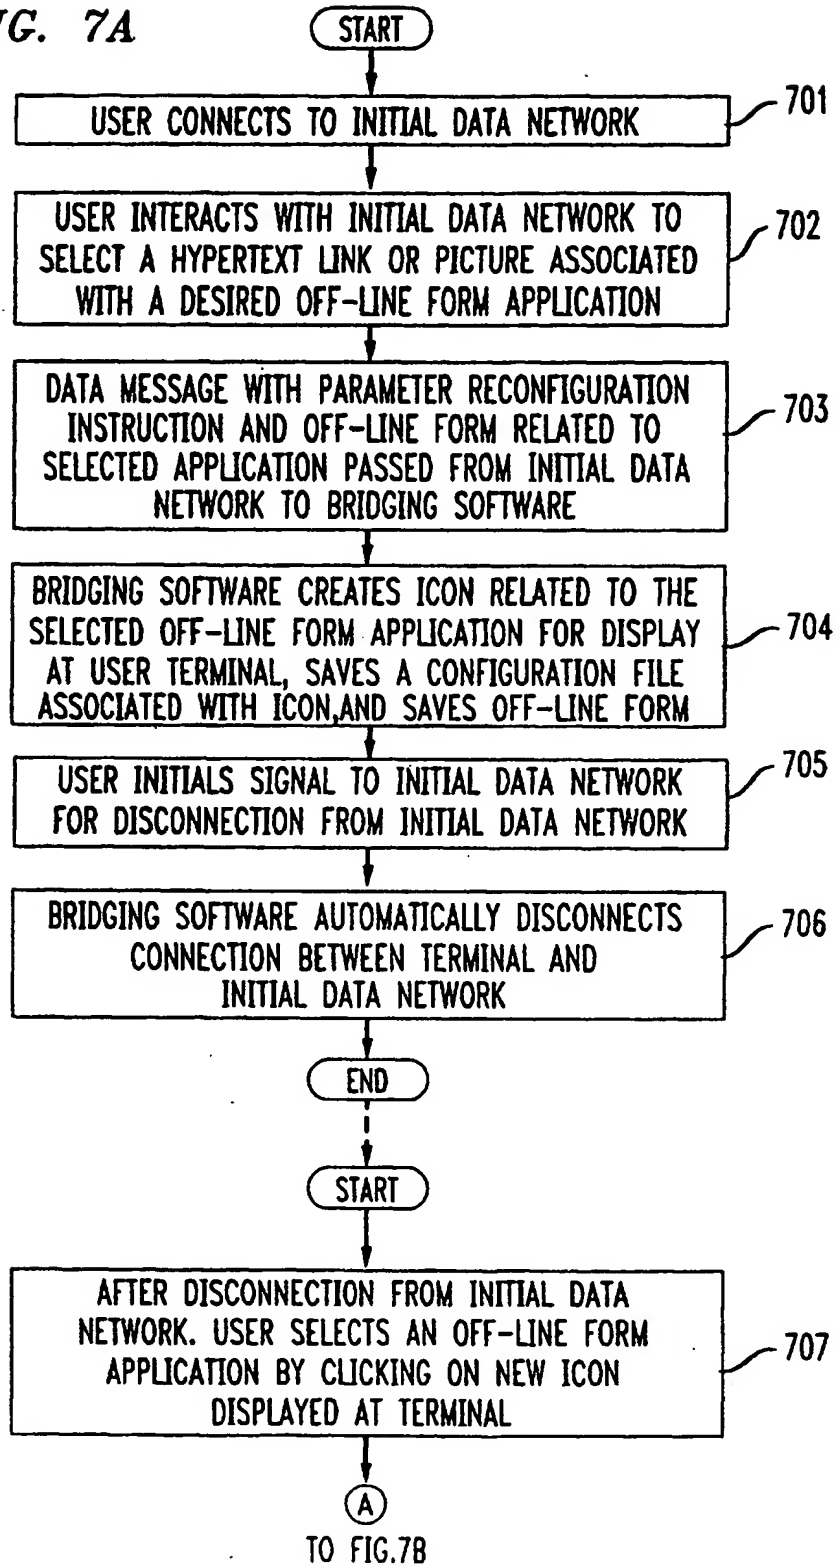 FIG. 7A
START
USER CONNECTS TO INITIAL DATA NETWORK
701
USER INTERACTS WITH INITIAL DATA NETWORK TO
SELECT A HYPERTEXT LINK OR PICTURE ASSOCIATED
WITH A DESIRED OFF-LINE FORM APPLICATION
702
DATA MESSAGE WITH PARAMETER RECONFIGURATION
INSTRUCTION AND OFF-LINE FORM RELATED TO
SELECTED APPLICATION PASSED FROM INITIAL DATA
NETWORK TO BRIDGING SOFTWARE
703
BRIDGING SOFTWARE CREATES ICON RELATED TO THE
SELECTED OFF-LINE FORM APPLICATION FOR DISPLAY
AT USER TERMINAL, SAVES A CONFIGURATION FILE
ASSOCIATED WITH ICON,AND SAVES OFF-LINE FORM
704
USER INITIALS SIGNAL TO INITIAL DATA NETWORK
FOR DISCONNECTION FROM INITIAL DATA NETWORK
705
BRIDGING SOFTWARE AUTOMATICALLY DISCONNECTS
CONNECTION BETWEEN TERMINAL AND
INITIAL DATA NETWORK
706
END
START
AFTER DISCONNECTION FROM INITIAL DATA
NETWORK. USER SELECTS AN OFF-LINE FORM
APPLICATION BY CLICKING ON NEW ICON
DISPLAYED AT TERMINAL
707
A
TO FIG.7B